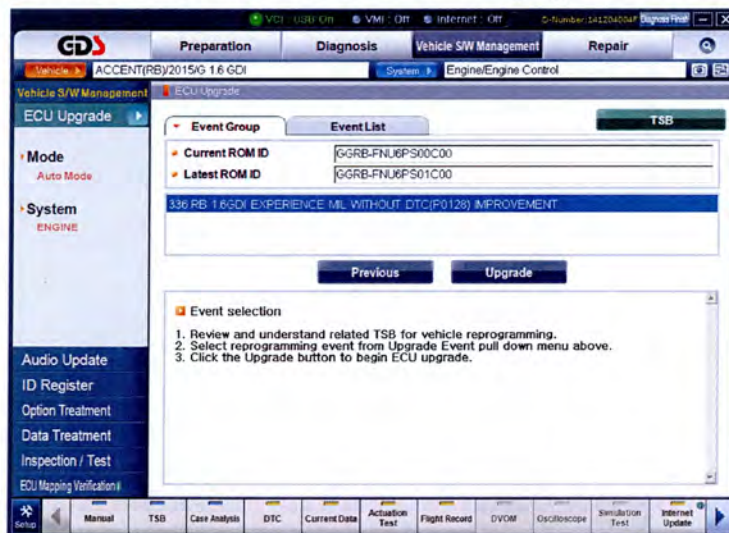 VCI : USB On VMI : Off Internet : Off G-Number:141204004F Diagnosis Finish
GDS Preparation Diagnosis Vehicle S/W Management Repair
Vehicle ACCENT(RB)/2015/G 1.6 GDI System Engine/Engine Control
Vehicle S/W Management ECU Upgrade
ECU Upgrade
Event Group Event List TSB
Current ROM ID GGRB-FNU6PS00C00
Latest ROM ID GGRB-FNU6PS01C00
Mode
Auto Mode
System
ENGINE
336.RB 1.6GDI EXPERIENCE MIL WITHOUT DTC(P0128) IMPROVEMENT
Previous Upgrade
Event selection
1. Review and understand related TSB for vehicle reprogramming.
2. Select reprogramming event from Upgrade Event pull down menu above.
3. Click the Upgrade button to begin ECU upgrade.
Audio Update
ID Register
Option Treatment
Data Treatment
Inspection / Test
ECU Mapping Verification
Setup Manual TSB Case Analysis DTC Current Data Actuation Test Flight Record DVOM Oscilloscope Simulation Test Internet Update